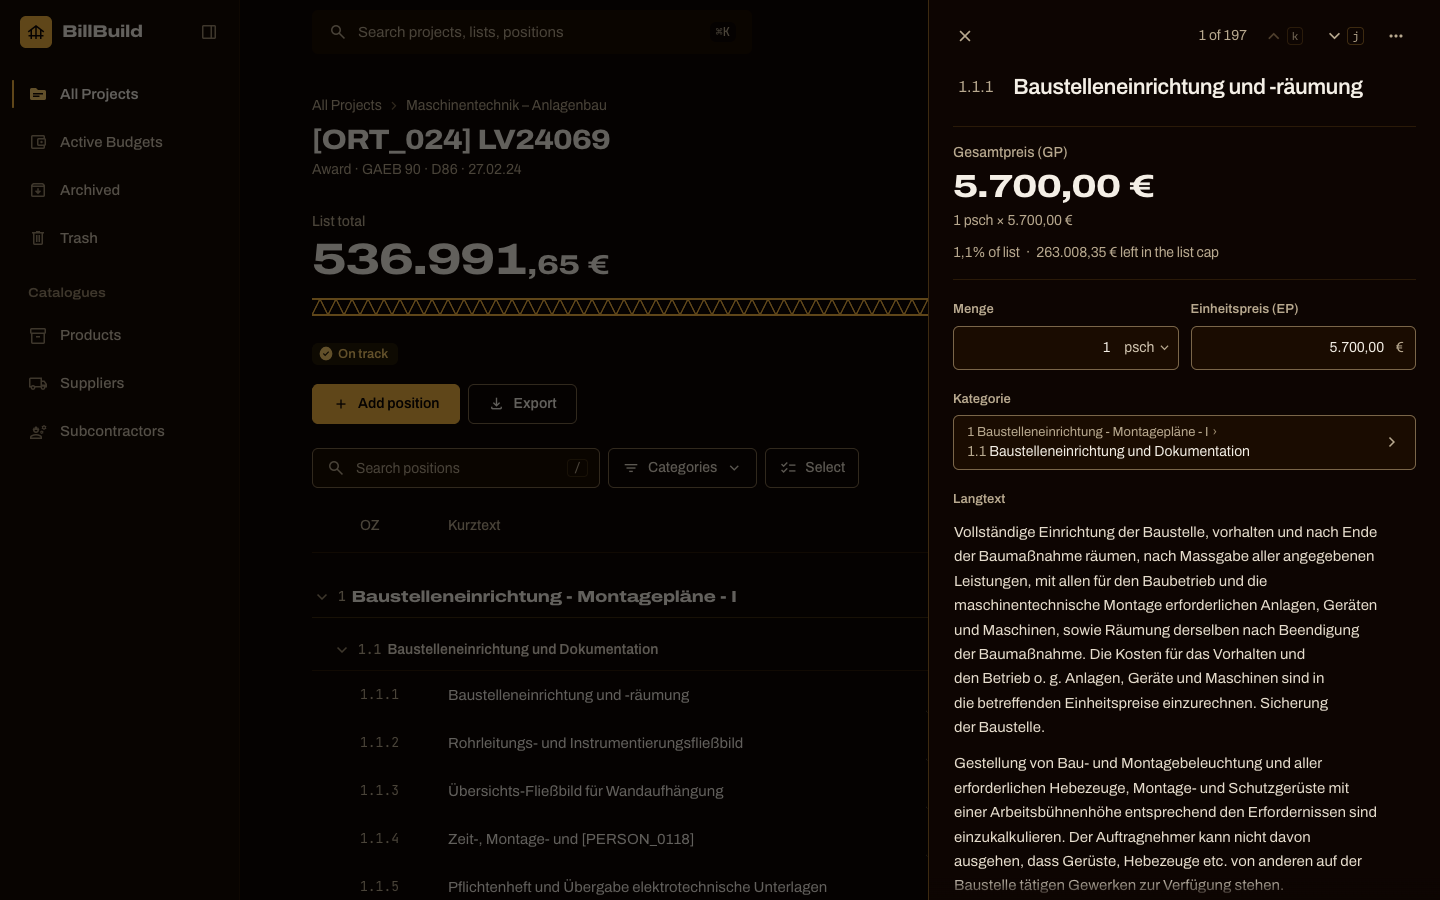 BillBuild
All Projects
Active Budgets
Archived
Trash
Catalogues
Products
Suppliers
Subcontractors
Search projects, lists, positions ⌘K
All Projects › Maschinentechnik – Anlagenbau
[ORT_024] LV24069
Award · GAEB 90 · D86 · 27.02.24
List total
536.991,65 €
On track
Add position
Export
Search positions /
Categories
Select
OZ Kurztext
1 Baustelleneinrichtung - Montagepläne - I
1.1 Baustelleneinrichtung und Dokumentation
1.1.1 Baustelleneinrichtung und -räumung
1.1.2 Rohrleitungs- und Instrumentierungsfließbild
1.1.3 Übersichts-Fließbild für Wandaufhängung
1.1.4 Zeit-, Montage- und [PERSON_0118]
1.1.5 Pflichtenheft und Übergabe elektrotechnische Unterlagen
1 of 197 k j
1.1.1 Baustelleneinrichtung und -räumung
Gesamtpreis (GP)
5.700,00 €
1 psch × 5.700,00 €
1,1% of list · 263.008,35 € left in the list cap
Menge Einheitspreis (EP)
1 psch 5.700,00 €
Kategorie
1 Baustelleneinrichtung - Montagepläne - I ›
1.1 Baustelleneinrichtung und Dokumentation
Langtext
Vollständige Einrichtung der Baustelle, vorhalten und nach Ende
der Baumaßnahme räumen, nach Massgabe aller angegebenen
Leistungen, mit allen für den Baubetrieb und die
maschinentechnische Montage erforderlichen Anlagen, Geräten
und Maschinen, sowie Räumung derselben nach Beendigung
der Baumaßnahme. Die Kosten für das Vorhalten und
den Betrieb o. g. Anlagen, Geräte und Maschinen sind in
die betreffenden Einheitspreise einzurechnen. Sicherung
der Baustelle.
Gestellung von Bau- und Montagebeleuchtung und aller
erforderlichen Hebezeuge, Montage- und Schutzgerüste mit
einer Arbeitsbühnenhöhe entsprechend den Erfordernissen sind
einzukalkulieren. Der Auftragnehmer kann nicht davon
ausgehen, dass Gerüste, Hebezeuge etc. von anderen auf der
Baustelle tätigen Gewerken zur Verfügung stehen.